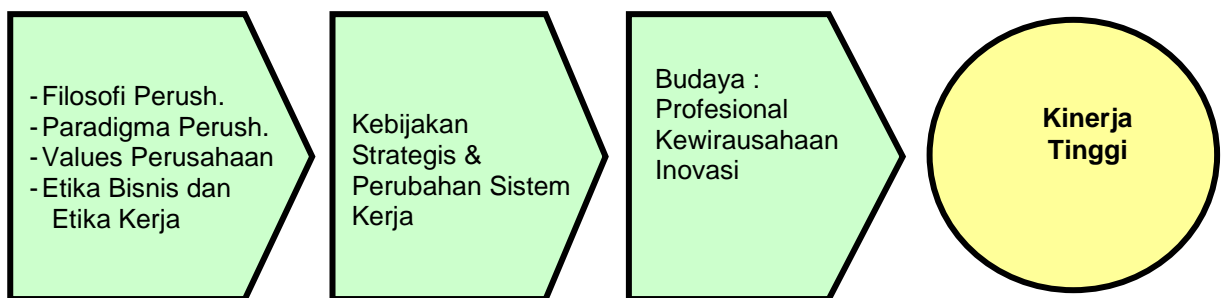 - Filosofi Perush.
- Paradigma Perush.
- Values Perusahaan
- Etika Bisnis dan
Etika Kerja
Kebijakan
Strategis &
Perubahan Sistem
Kerja
Budaya :
Profesional
Kewirausahaan
Inovasi
Kinerja
Tinggi